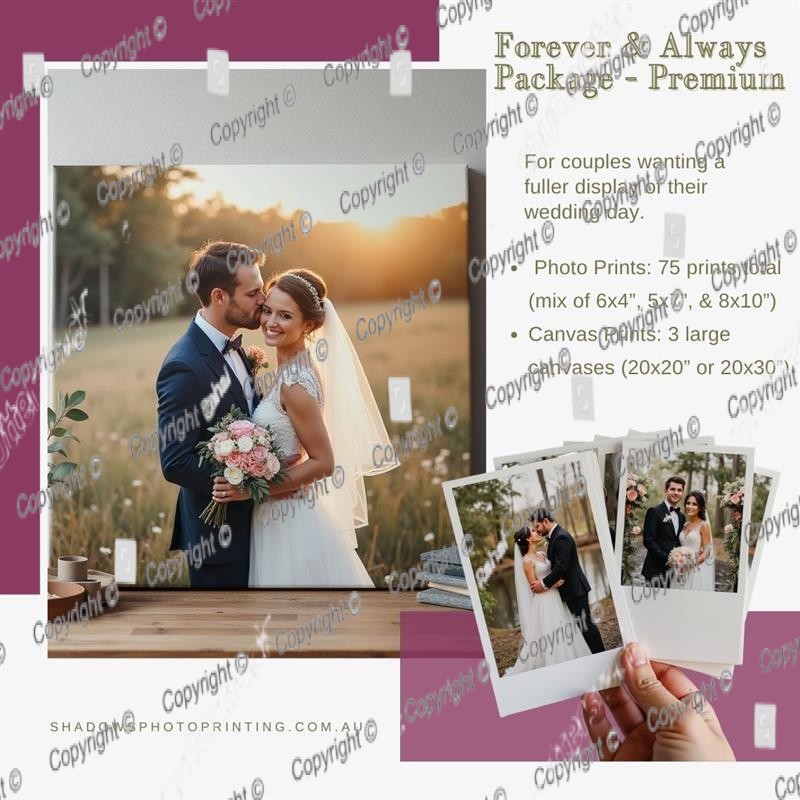 Forever & Always
Package - Premium
For couples wanting a
fuller display of their
wedding day.
• Photo Prints: 75 prints total
(mix of 6x4”, 5x7”, & 8x10”)
• Canvas Prints: 3 large
canvases (20x20” or 20x30”)
SHADOWSPHOTOPRINTING.COM.AU
Copyright ©